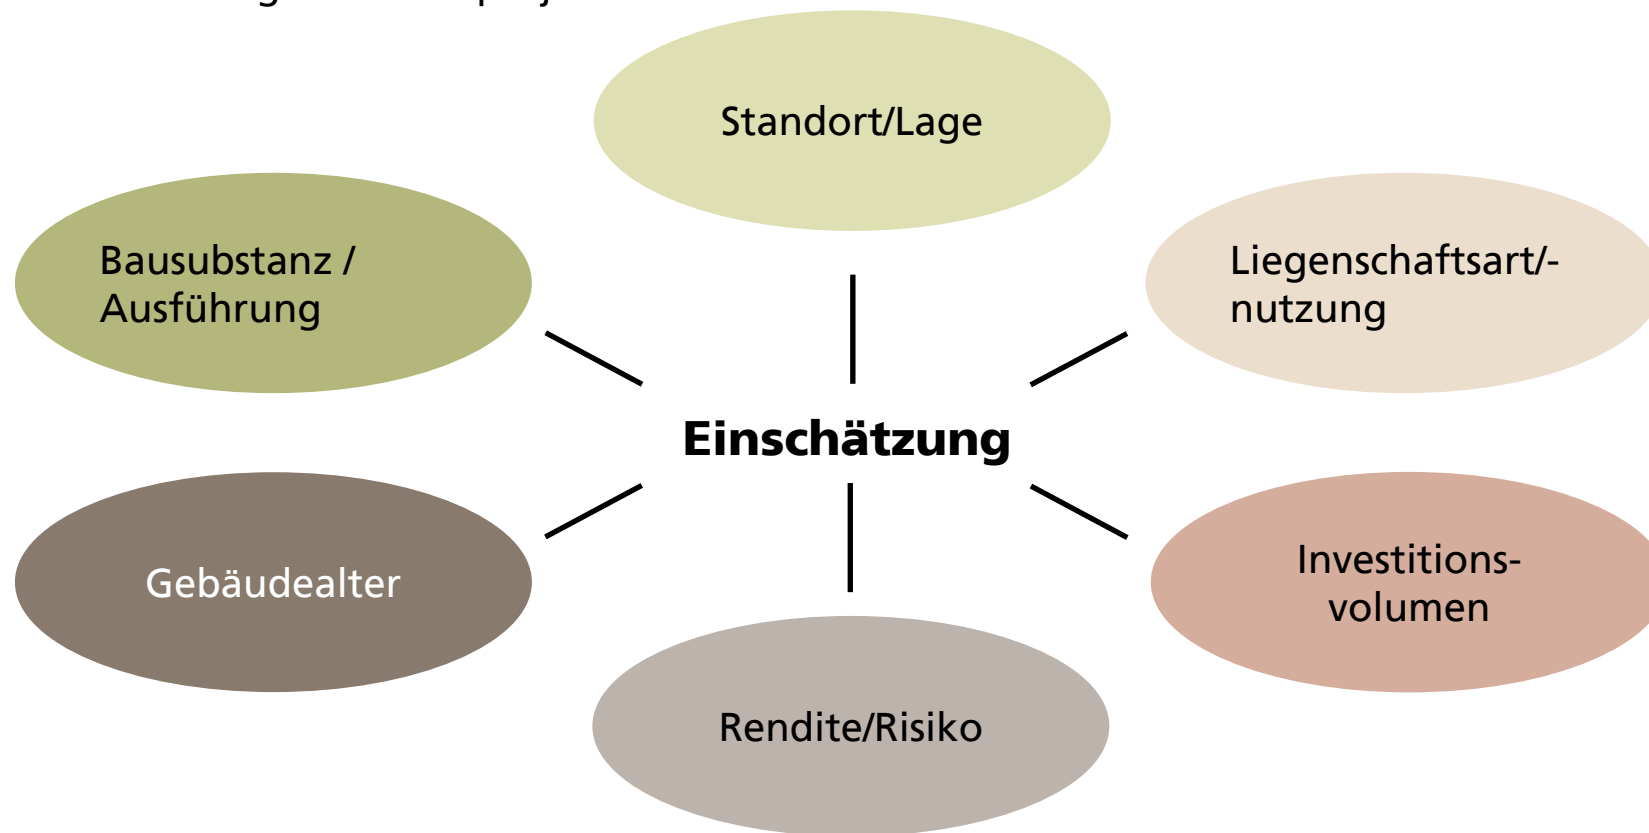 Standort/Lage
Bausubstanz /
Ausführung
Liegenschaftsart/-
nutzung
Einschätzung
Gebäudealter
Investitions-
volumen
Rendite/Risiko